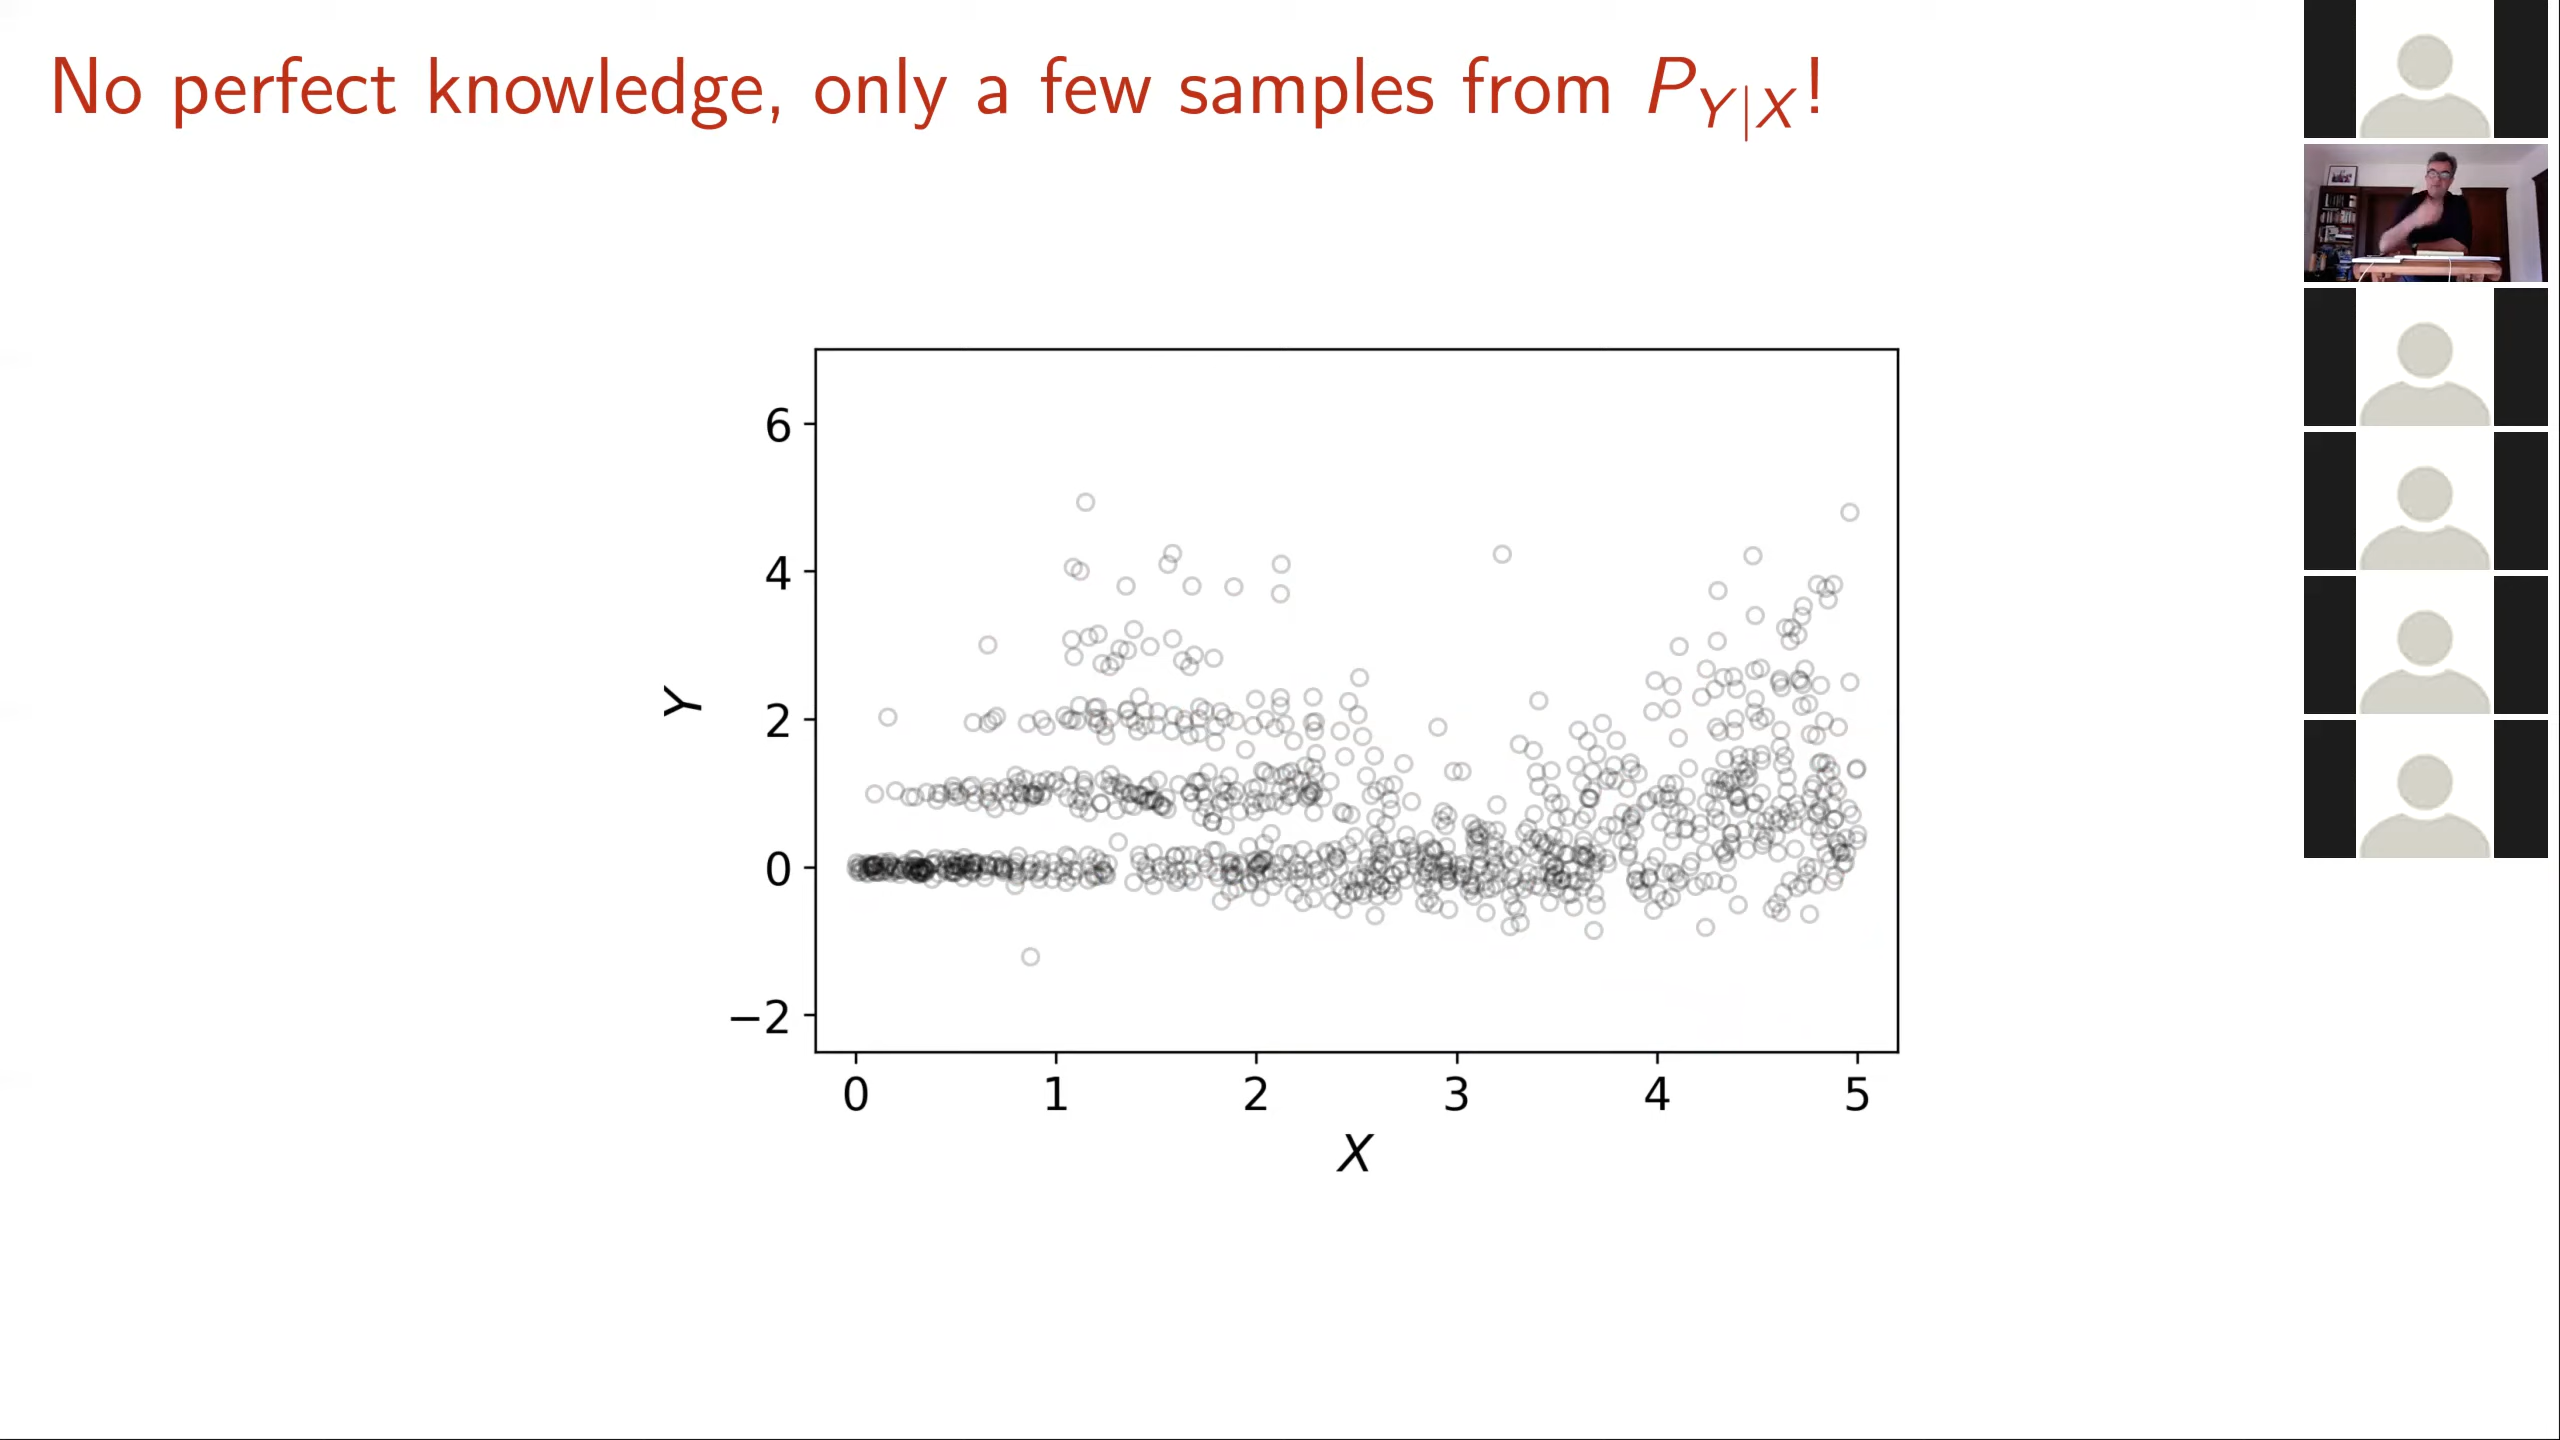 No perfect knowledge, only a few samples from P_{Y|X}!
6
4
2
0
−2
Y
0 1 2 3 4 5
X